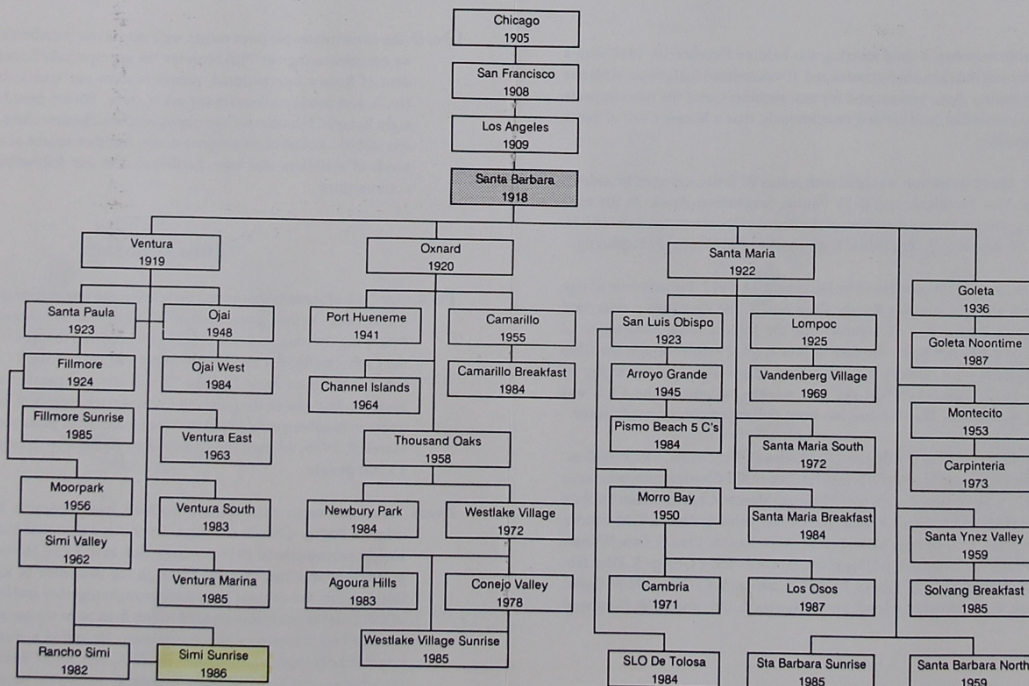 Chicago
1905
San Francisco
1908
Los Angeles
1909
Santa Barbara
1918
Ventura
1919
Oxnard
1920
Santa Maria
1922
Goleta
1936
Santa Paula
1923
Ojai
1948
Port Hueneme
1941
Camarillo
1955
San Luis Obispo
1923
Lompoc
1925
Goleta Noontime
1987
Fillmore
1924
Ojai West
1984
Channel Islands
1964
Camarillo Breakfast
1984
Arroyo Grande
1945
Vandenberg Village
1969
Fillmore Sunrise
1985
Ventura East
1963
Thousand Oaks
1958
Pismo Beach 5 C's
1984
Santa Maria South
1972
Montecito
1953
Carpinteria
1973
Moorpark
1956
Ventura South
1983
Newbury Park
1984
Westlake Village
1972
Morro Bay
1950
Santa Maria Breakfast
1984
Santa Ynez Valley
1959
Simi Valley
1962
Ventura Marina
1985
Agoura Hills
1983
Conejo Valley
1978
Cambria
1971
Los Osos
1987
Solvang Breakfast
1985
Rancho Simi
1982
Simi Sunrise
1986
Westlake Village Sunrise
1985
SLO De Tolosa
1984
Sta Barbara Sunrise
1985
Santa Barbara North
1959